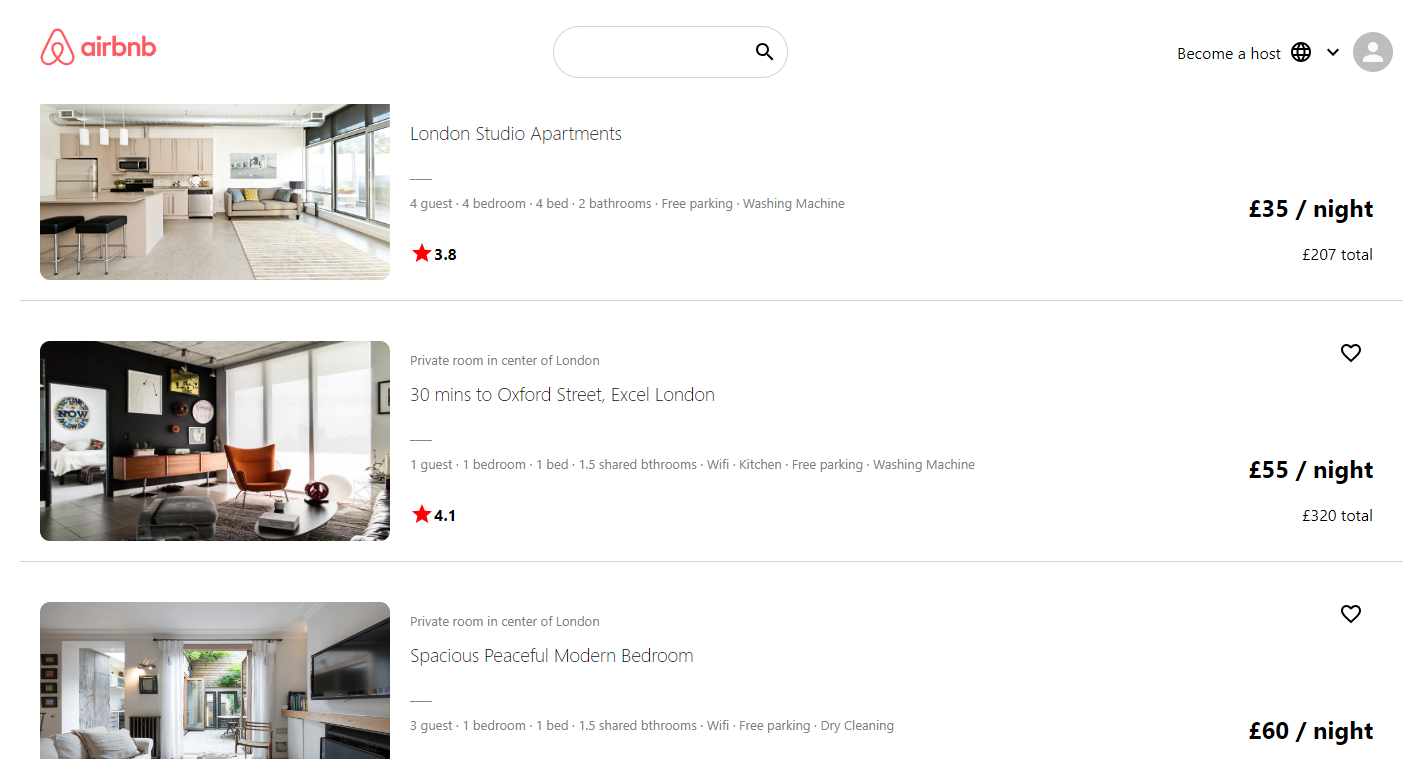 airbnb
Become a host
London Studio Apartments
4 guest · 4 bedroom · 4 bed · 2 bathrooms · Free parking · Washing Machine
£35 / night
3.8
£207 total
Private room in center of London
30 mins to Oxford Street, Excel London
1 guest · 1 bedroom · 1 bed · 1.5 shared bthrooms · Wifi · Kitchen · Free parking · Washing Machine
£55 / night
4.1
£320 total
NOW
Private room in center of London
Spacious Peaceful Modern Bedroom
3 guest · 1 bedroom · 1 bed · 1.5 shared bthrooms · Wifi · Free parking · Dry Cleaning
£60 / night